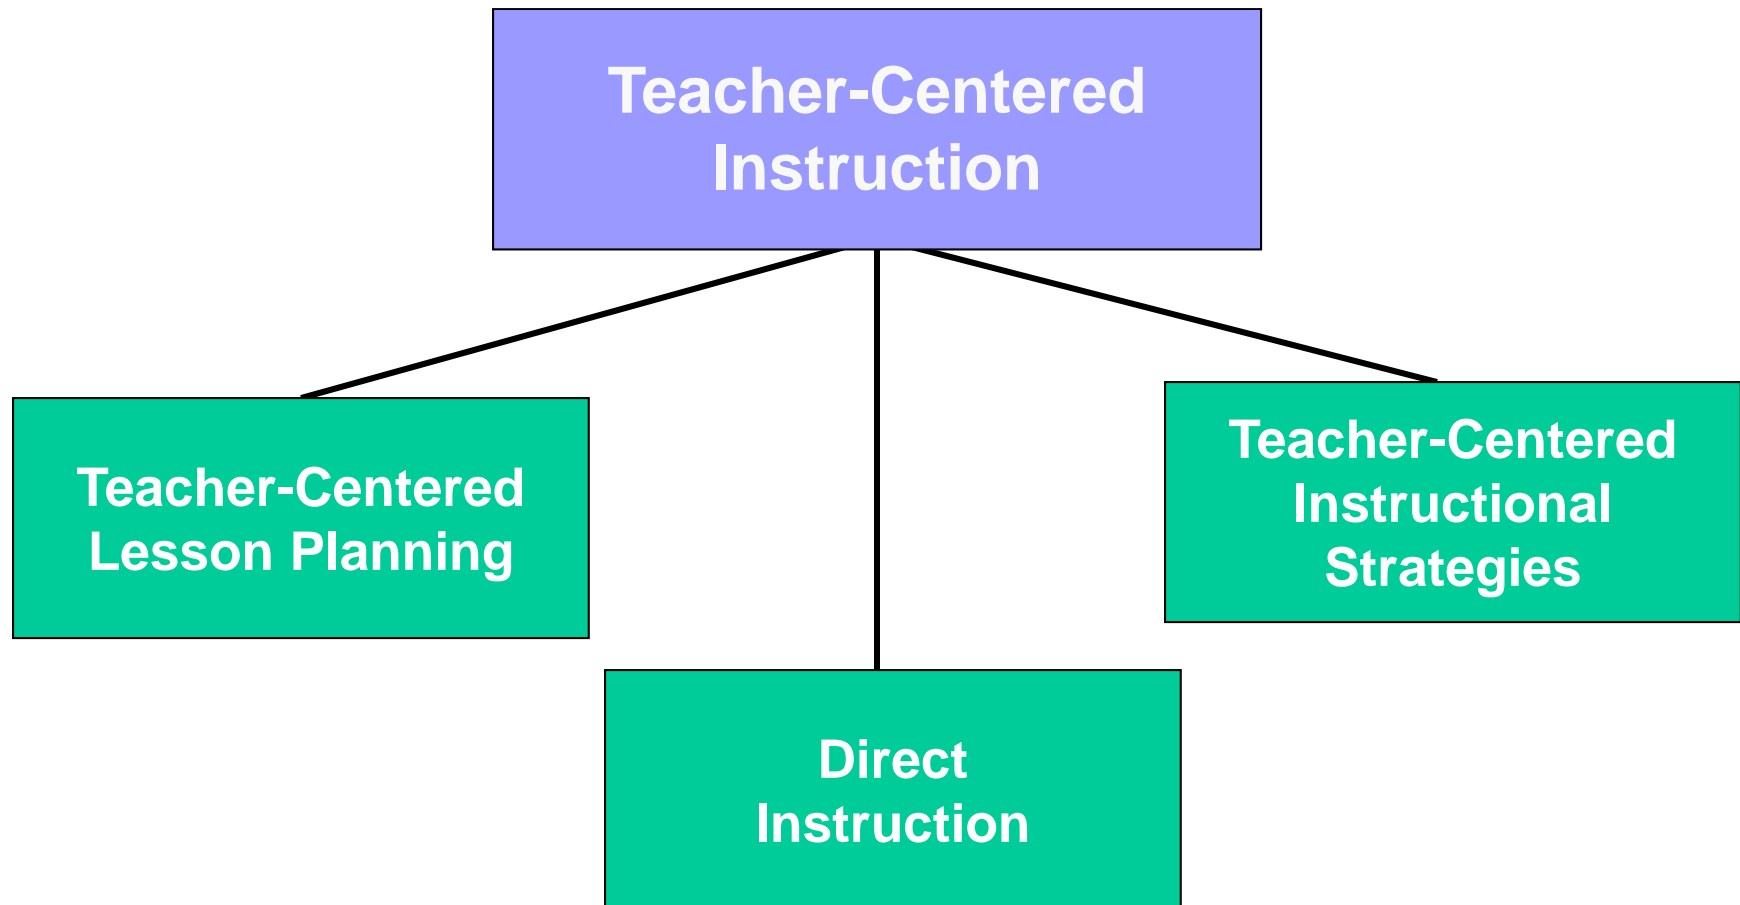 Teacher-Centered
Instruction
Teacher-Centered
Lesson Planning
Direct
Instruction
Teacher-Centered
Instructional
Strategies